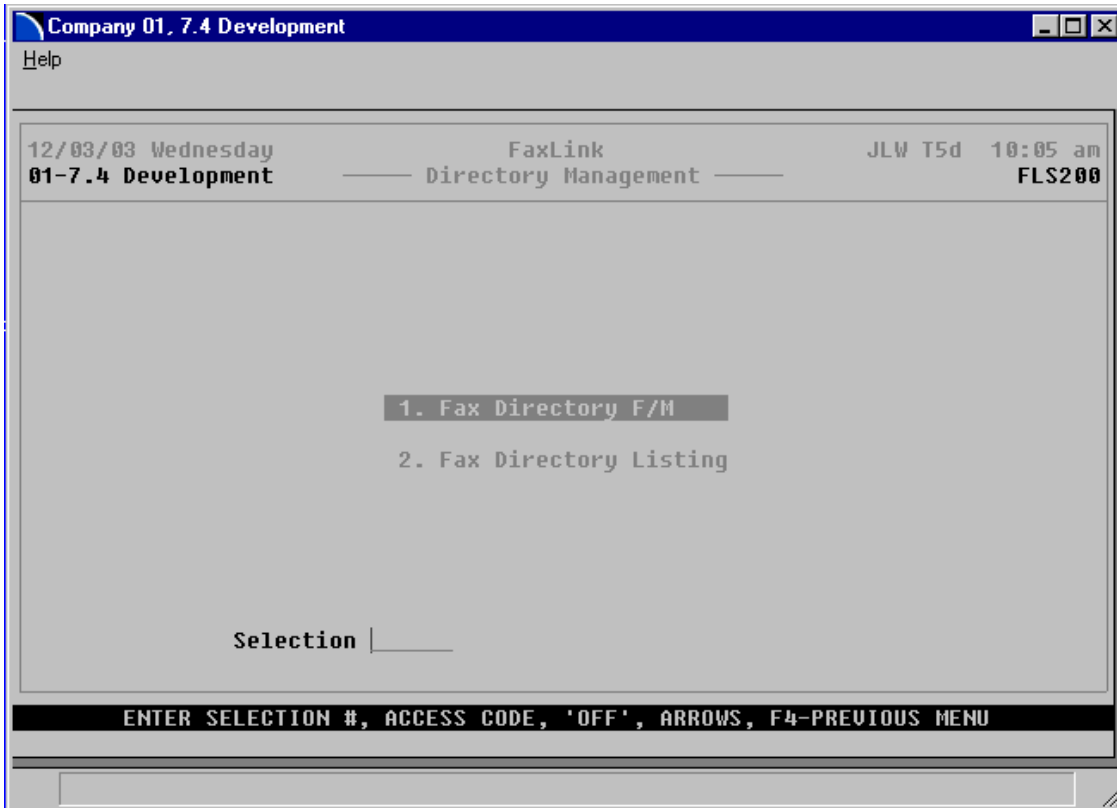 Company 01, 7.4 Development
Help
12/03/03 Wednesday FaxLink JLW T5d 10:05 am
01-7.4 Development Directory Management FLS200
1. Fax Directory F/M
2. Fax Directory Listing
Selection
ENTER SELECTION #, ACCESS CODE, 'OFF', ARROWS, F4-PREVIOUS MENU